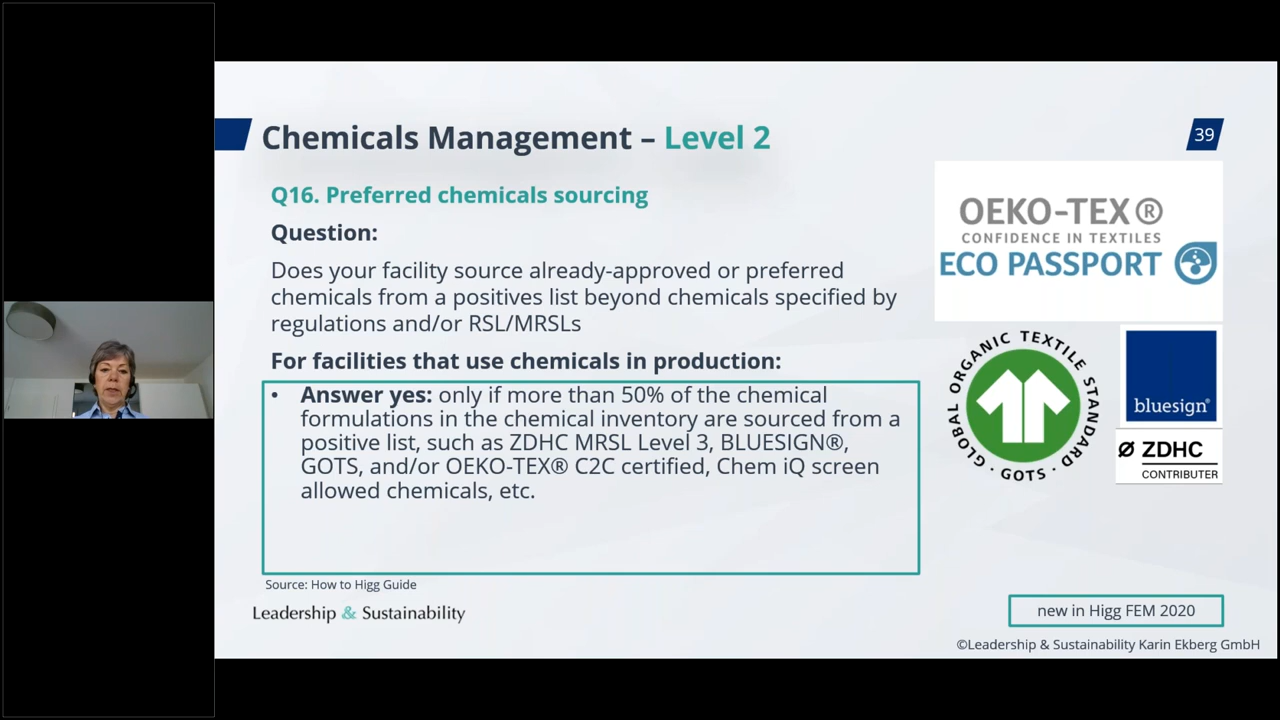 Chemicals Management – Level 2
39
Q16. Preferred chemicals sourcing
Question:
Does your facility source already-approved or preferred
chemicals from a positives list beyond chemicals specified by
regulations and/or RSL/MRSLs
For facilities that use chemicals in production:
• Answer yes: only if more than 50% of the chemical
formulations in the chemical inventory are sourced from a
positive list, such as ZDHC MRSL Level 3, BLUESIGN®,
GOTS, and/or OEKO-TEX® C2C certified, Chem iQ screen
allowed chemicals, etc.
Source: How to Higg Guide
Leadership & Sustainability
OEKO-TEX®
CONFIDENCE IN TEXTILES
ECO PASSPORT
GLOBAL ORGANIC TEXTILE STANDARD · GOTS ·
bluesign®
Ø ZDHC
CONTRIBUTER
new in Higg FEM 2020
©Leadership & Sustainability Karin Ekberg GmbH